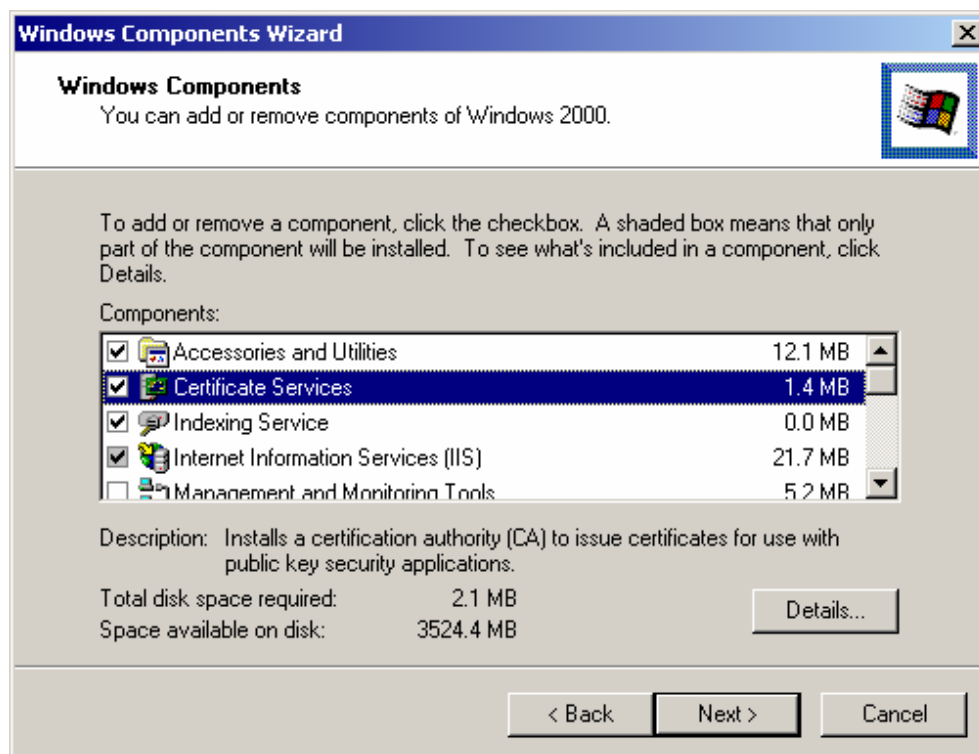 Windows Components Wizard
Windows Components
You can add or remove components of Windows 2000.
To add or remove a component, click the checkbox. A shaded box means that only
part of the component will be installed. To see what's included in a component, click
Details.
Components:
Accessories and Utilities 12.1 MB
Certificate Services 1.4 MB
Indexing Service 0.0 MB
Internet Information Services (IIS) 21.7 MB
Management and Monitoring Tools 5.2 MB
Description: Installs a certification authority (CA) to issue certificates for use with
public key security applications.
Total disk space required: 2.1 MB
Space available on disk: 3524.4 MB
Details...
< Back Next > Cancel